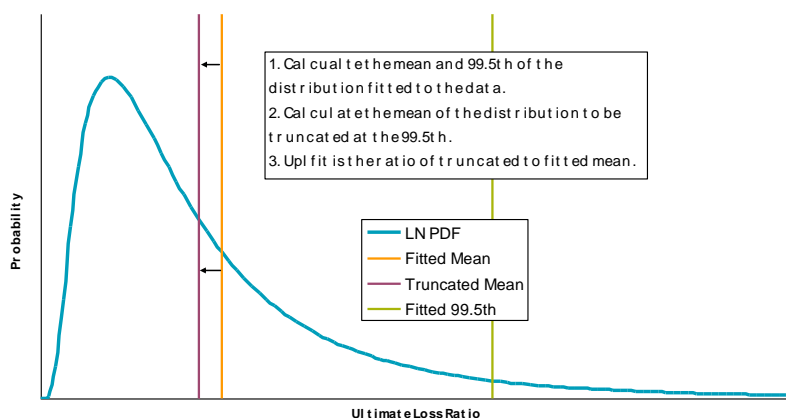 1. Calcualte the mean and 99.5th of the
distribution fitted to the data.
2. Calculate the mean of the distribution to be
truncated at the 99.5th.
3. Uplfit is the ratio of truncated to fitted mean.
LN PDF
Fitted Mean
Truncated Mean
Fitted 99.5th
Probability
Ultimate Loss Ratio